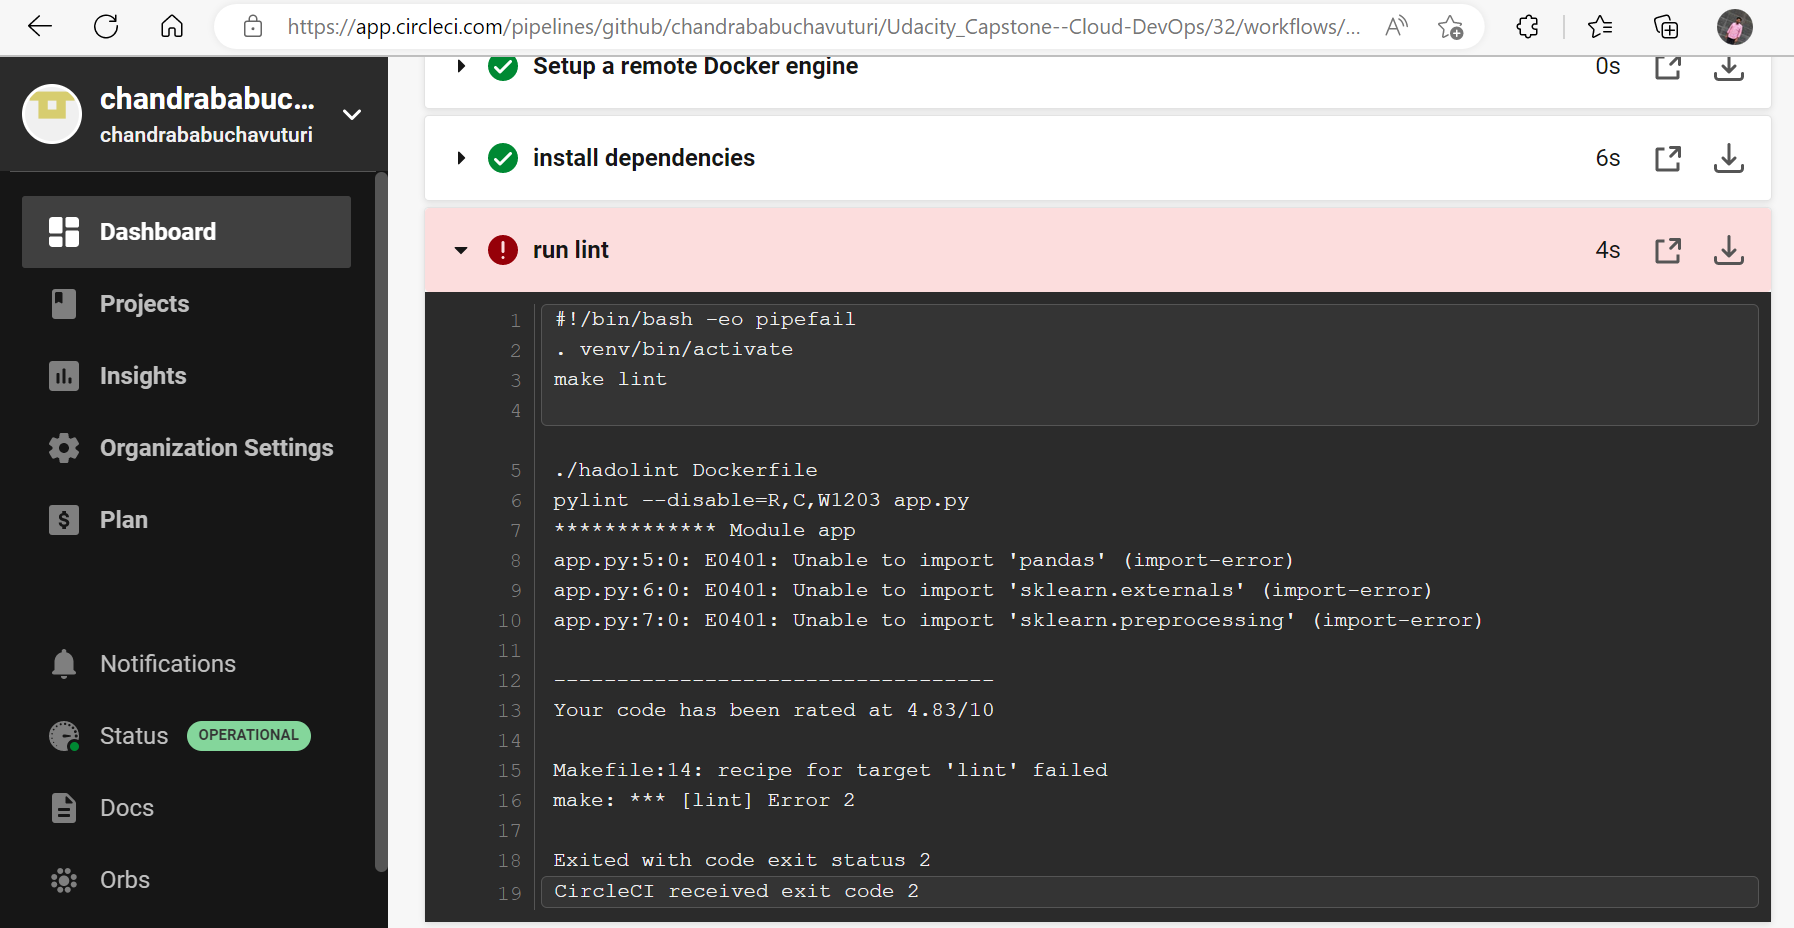 https://app.circleci.com/pipelines/github/chandrababuchavuturi/Udacity_Capstone--Cloud-DevOps/32/workflows/...
chandrababuc...
chandrababuchavuturi
Dashboard
Projects
Insights
Organization Settings
$ Plan
Notifications
Status OPERATIONAL
Docs
Orbs
Setup a remote Docker engine 0s
install dependencies 6s
! run lint 4s
1 #!/bin/bash -eo pipefail
2 . venv/bin/activate
3 make lint
4
5 ./hadolint Dockerfile
6 pylint --disable=R,C,W1203 app.py
7 ************* Module app
8 app.py:5:0: E0401: Unable to import 'pandas' (import-error)
9 app.py:6:0: E0401: Unable to import 'sklearn.externals' (import-error)
10 app.py:7:0: E0401: Unable to import 'sklearn.preprocessing' (import-error)
11
12 -----------------------------------
13 Your code has been rated at 4.83/10
14
15 Makefile:14: recipe for target 'lint' failed
16 make: *** [lint] Error 2
17
18 Exited with code exit status 2
19 CircleCI received exit code 2